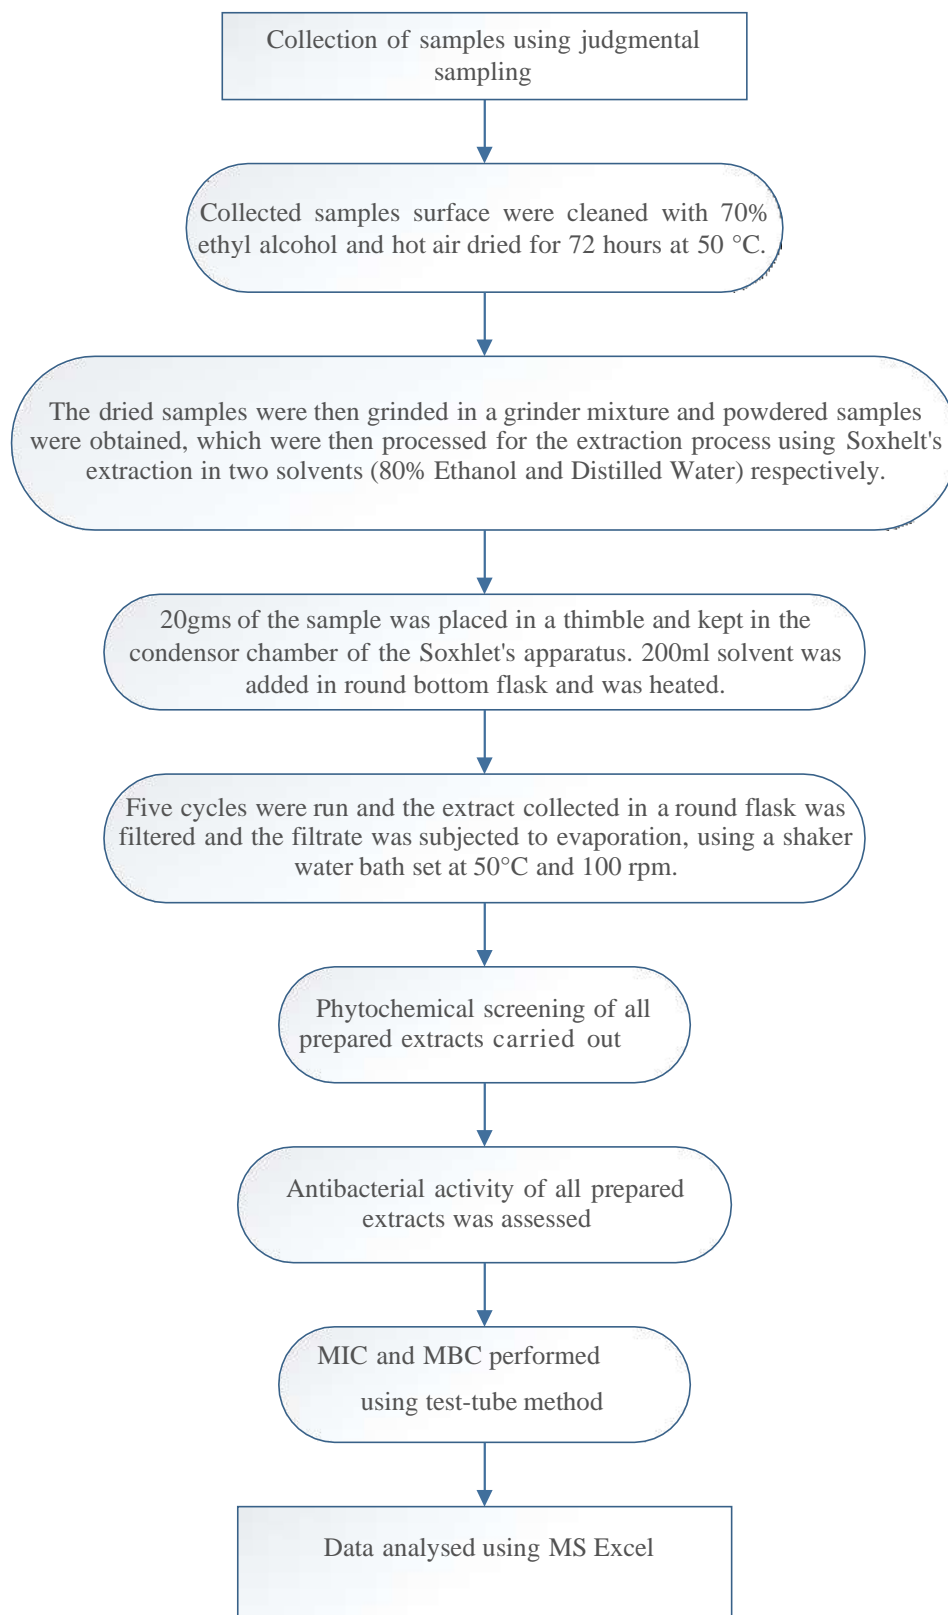 Collection of samples using judgmental
sampling
Collected samples surface were cleaned with 70%
ethyl alcohol and hot air dried for 72 hours at 50 °C.
The dried samples were then grinded in a grinder mixture and powdered samples
were obtained, which were then processed for the extraction process using Soxhelt's
extraction in two solvents (80% Ethanol and Distilled Water) respectively.
20gms of the sample was placed in a thimble and kept in the
condensor chamber of the Soxhlet's apparatus. 200ml solvent was
added in round bottom flask and was heated.
Five cycles were run and the extract collected in a round flask was
filtered and the filtrate was subjected to evaporation, using a shaker
water bath set at 50°C and 100 rpm.
Phytochemical screening of all
prepared extracts carried out
Antibacterial activity of all prepared
extracts was assessed
MIC and MBC performed
using test-tube method
Data analysed using MS Excel